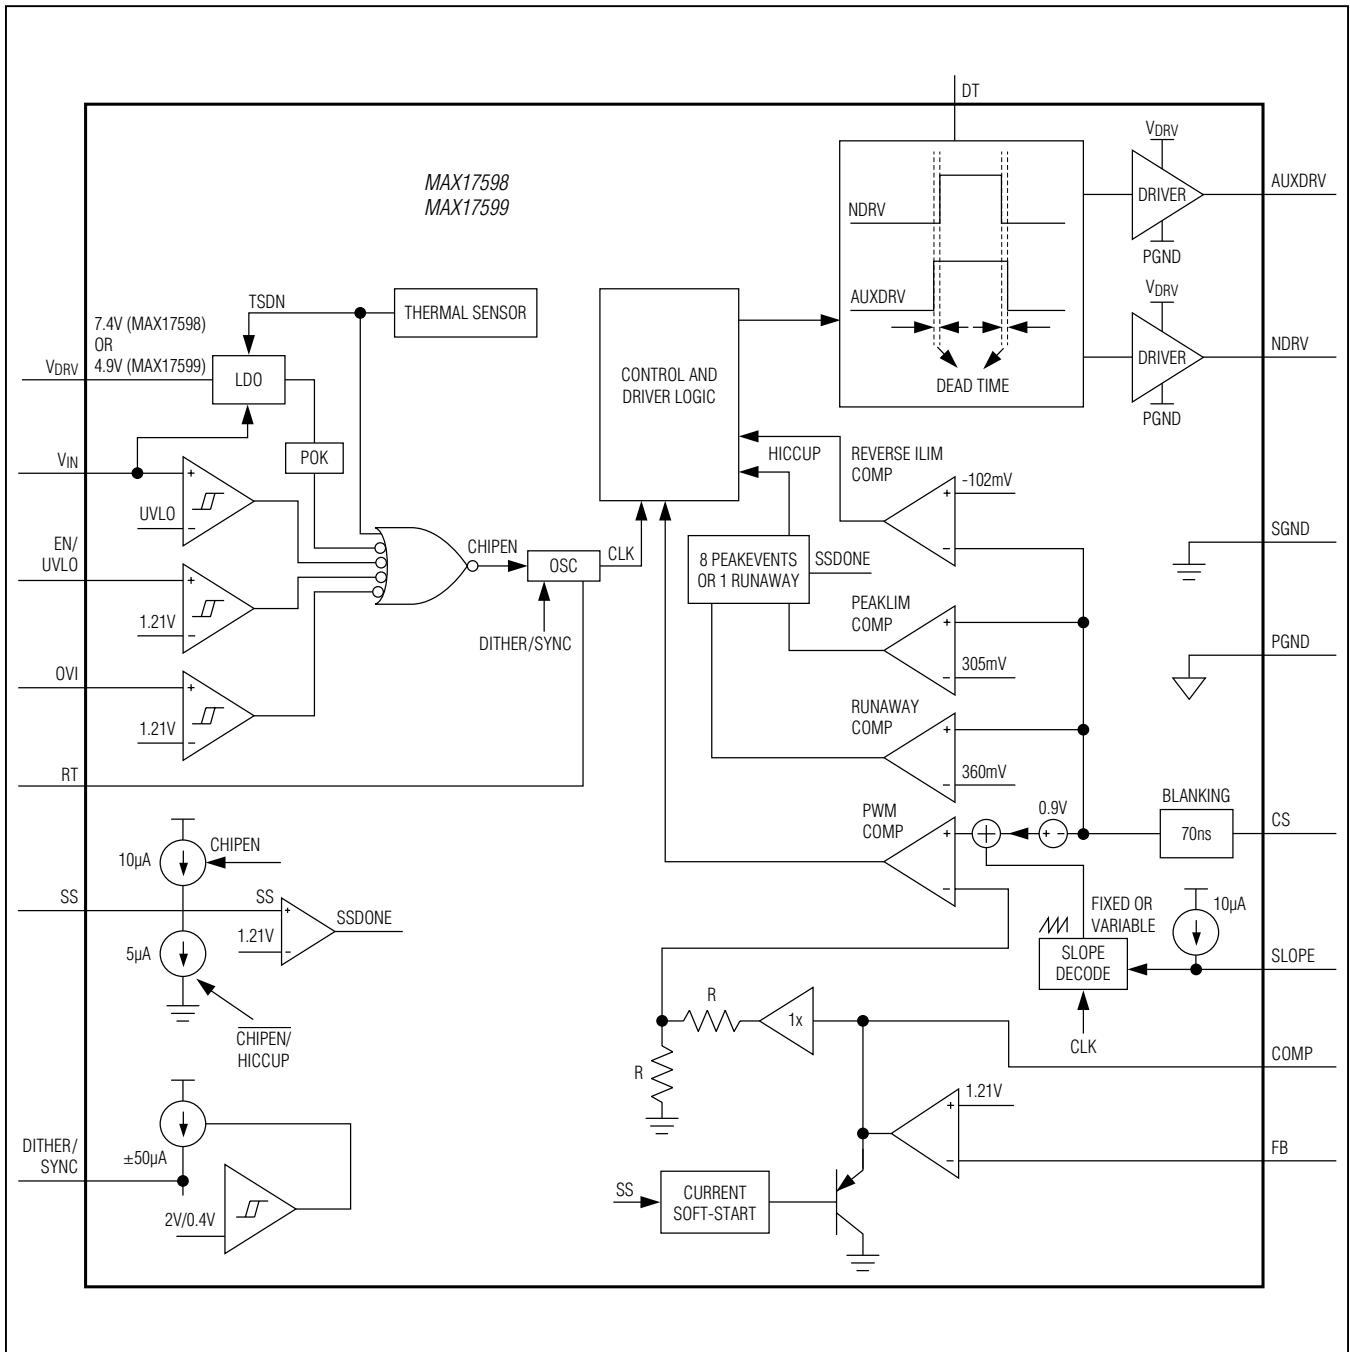 DT
MAX17598
MAX17599
VDRV
AUXDRV
DRIVER
PGND
NDRV
AUXDRV
DEAD TIME
VDRV
NDRV
DRIVER
PGND
TSDN
THERMAL SENSOR
7.4V (MAX17598)
OR
4.9V (MAX17599)
VDRV
LDO
POK
VIN
+
UVLO
−
EN/
UVLO
+
1.21V
−
OVI
+
1.21V
−
RT
CHIPEN
OSC
CLK
DITHER/SYNC
CONTROL AND
DRIVER LOGIC
HICCUP
REVERSE ILIM
COMP
+
-102mV
−
SGND
8 PEAKEVENTS
OR 1 RUNAWAY
SSDONE
PEAKLIM
COMP
+
305mV
−
PGND
RUNAWAY
COMP
+
360mV
−
PWM
COMP
+
−
0.9V
+ −
BLANKING
70ns
CS
10µA
CHIPEN
SS
SS
+
1.21V
−
SSDONE
5µA
CHIPEN/
HICCUP
FIXED OR
VARIABLE
10µA
SLOPE
DECODE
SLOPE
CLK
R
1x
R
COMP
+
1.21V
−
FB
SS
CURRENT
SOFT-START
DITHER/
SYNC
±50µA
2V/0.4V